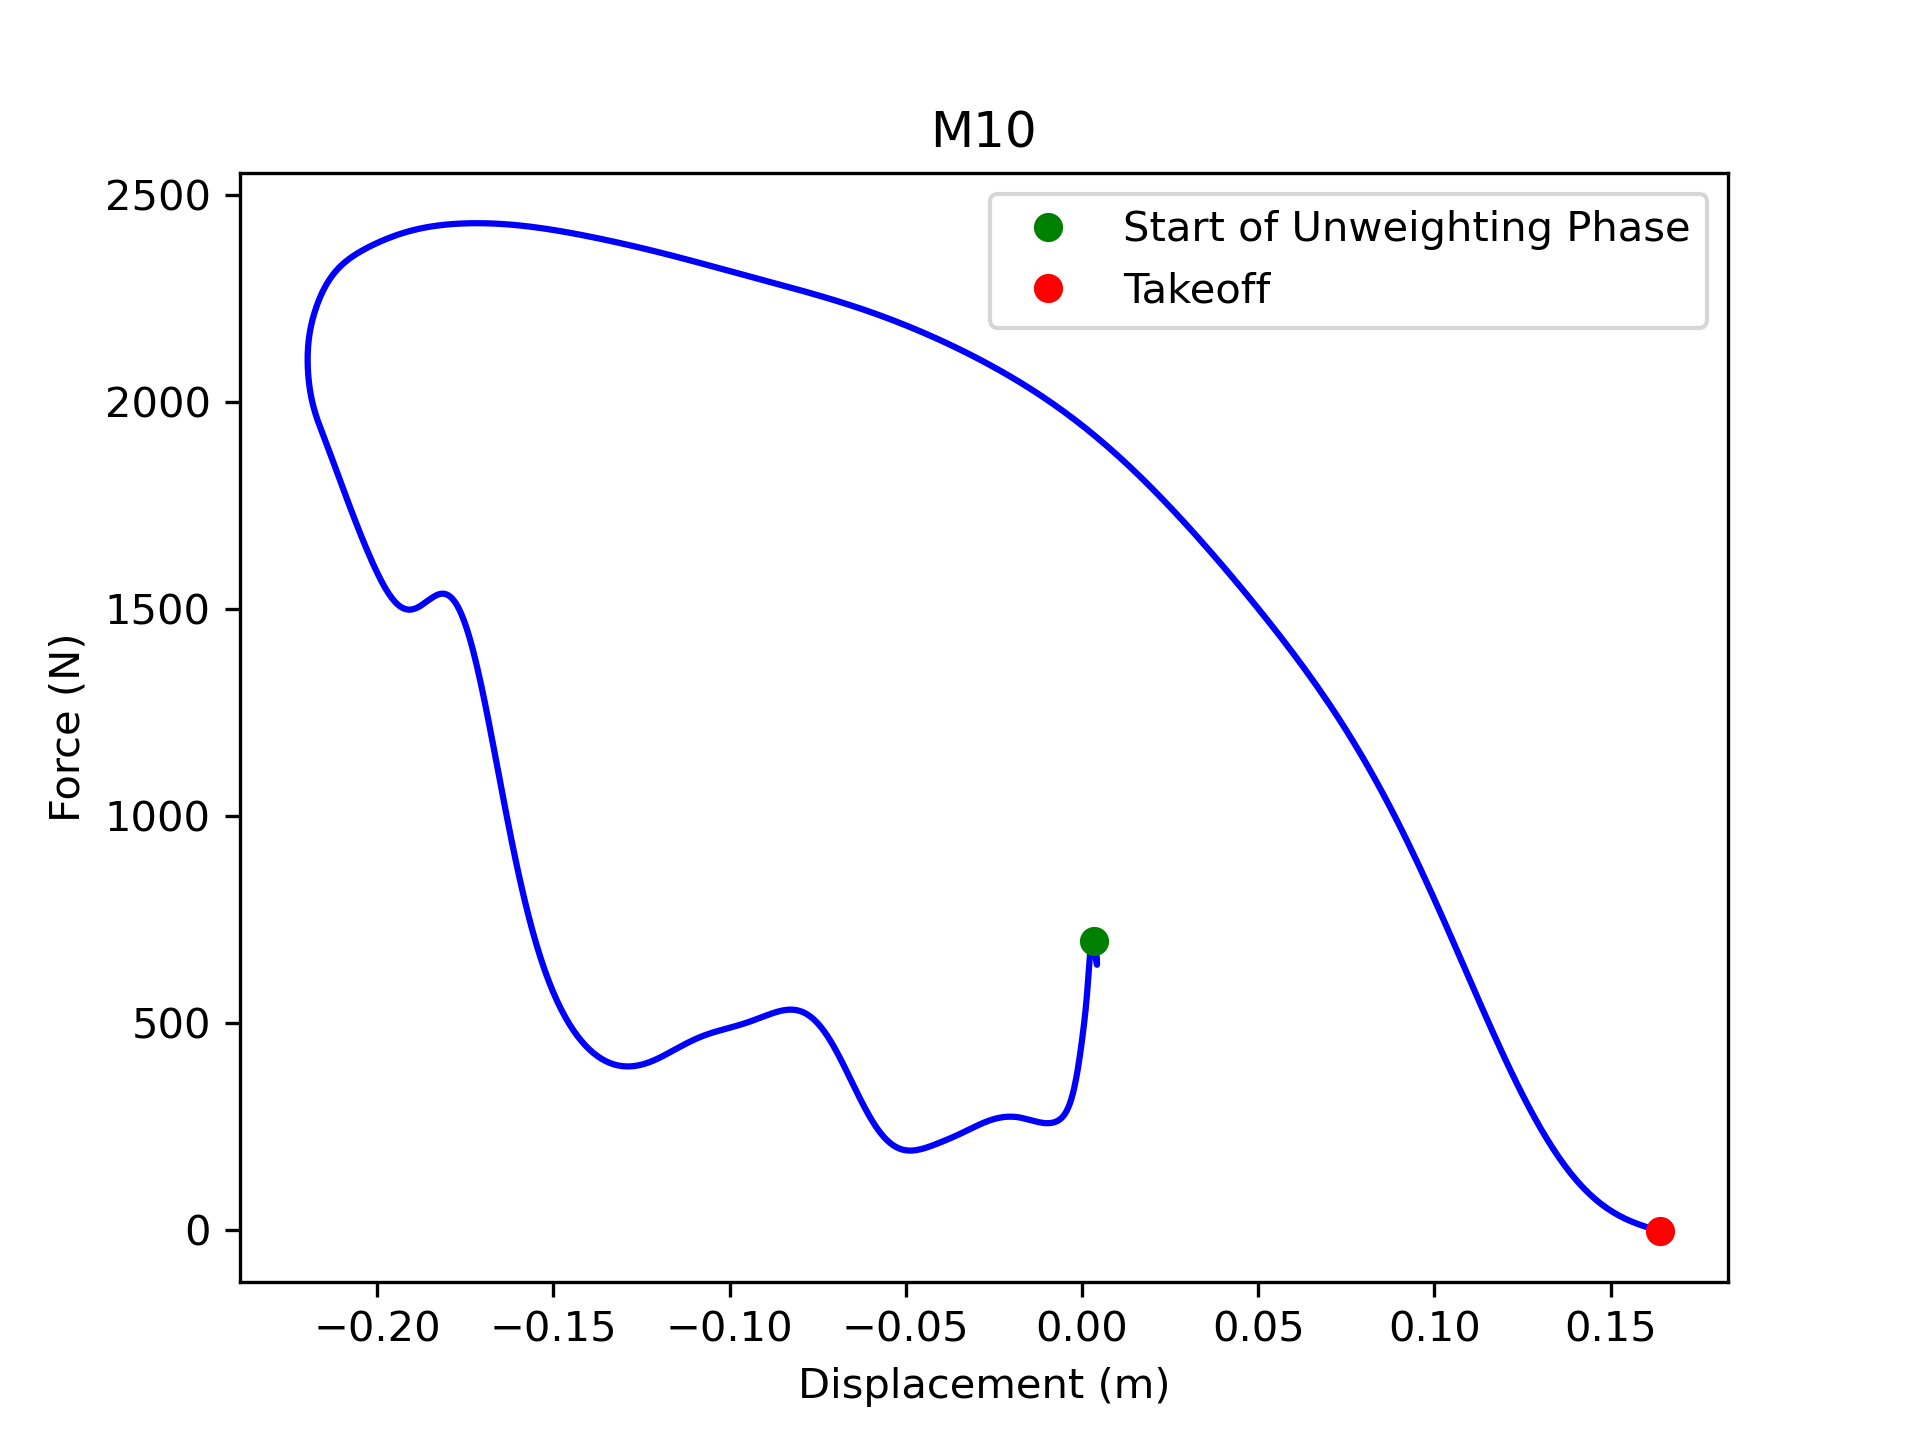 M10
2500
2000
1500
1000
500
0
Force (N)
Start of Unweighting Phase
Takeoff
−0.20 −0.15 −0.10 −0.05 0.00 0.05 0.10 0.15
Displacement (m)